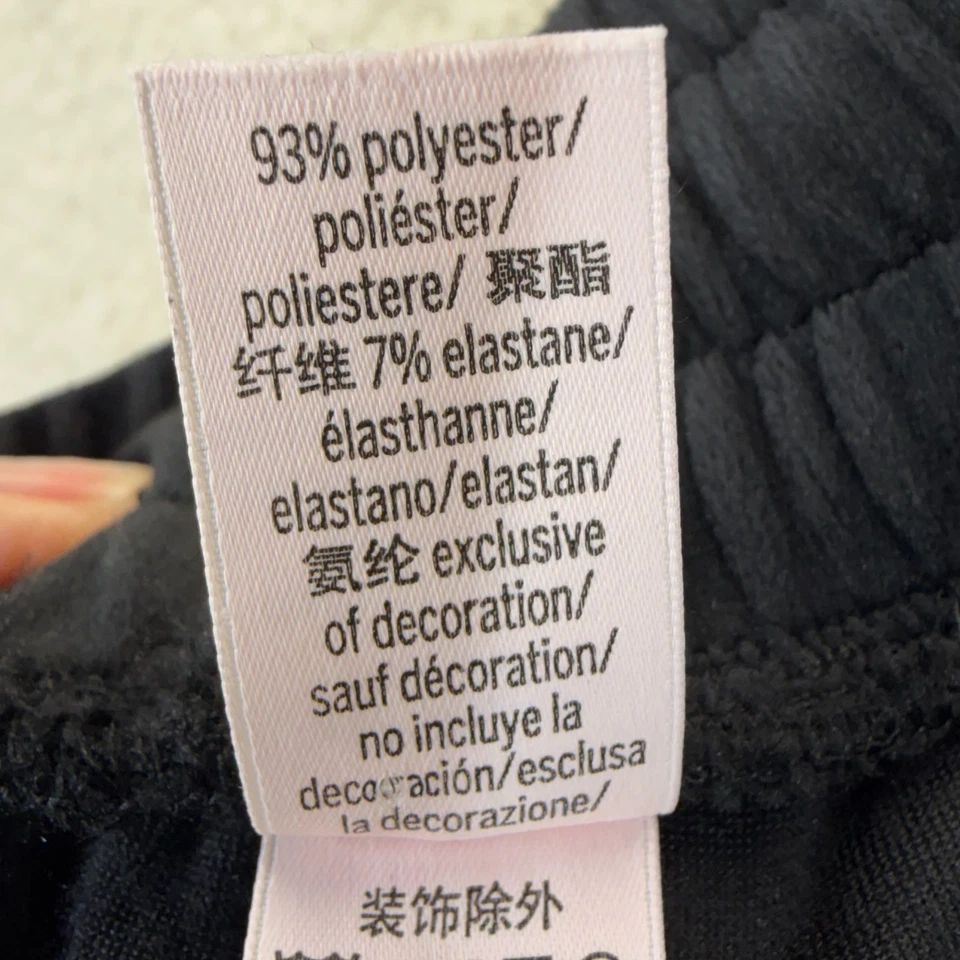 93% polyester/
poliéster/
poliestere/ 聚酯
纤维 7% elastane/
élasthanne/
elastano/elastan/
氨纶 exclusive
of decoration/
sauf décoration/
no incluye la
decoración/esclusa
la decorazione/
装饰除外